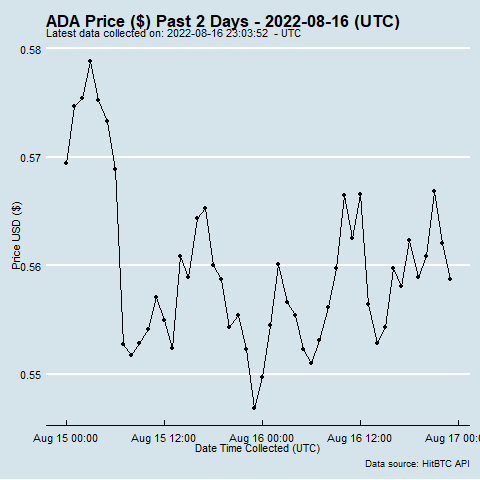 ADA Price ($) Past 2 Days - 2022-08-16 (UTC)
Latest data collected on: 2022-08-16 23:03:52 - UTC
0.58
0.57
0.56
0.55
Price USD ($)
Aug 15 00:00 Aug 15 12:00 Aug 16 00:00 Aug 16 12:00 Aug 17 00:0
Date Time Collected (UTC)
Data source: HitBTC API